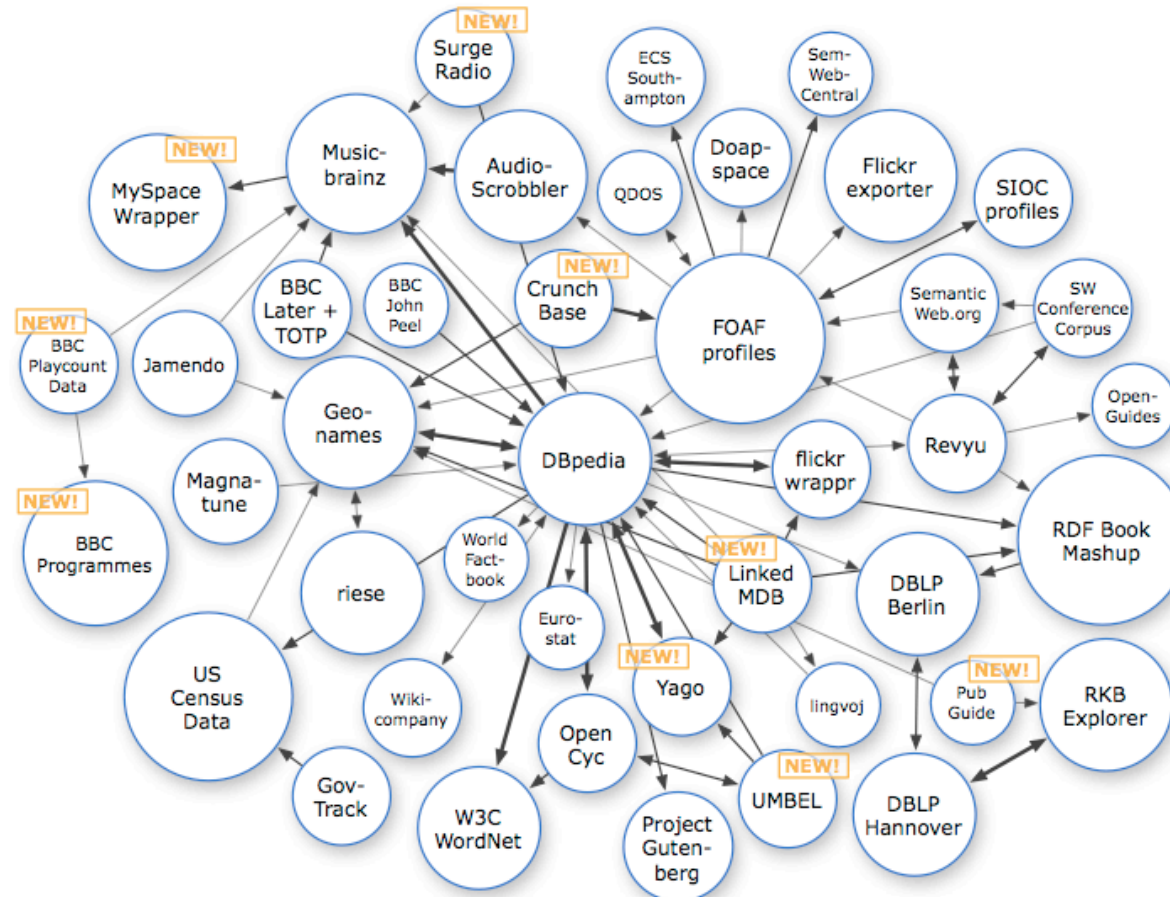 NEW!
Surge
Radio
ECS
South-
ampton
Sem-
Web-
Central
NEW!
MySpace
Wrapper
Music-
brainz
Audio-
Scrobbler
QDOS
Doap-
space
Flickr
exporter
SIOC
profiles
NEW!
BBC
Playcount
Data
Jamendo
BBC
Later +
TOTP
BBC
John
Peel
NEW!
Crunch
Base
FOAF
profiles
Semantic
Web.org
SW
Conference
Corpus
Geo-
names
DBpedia
flickr
wrappr
Revyu
Open-
Guides
Magna-
tune
NEW!
BBC
Programmes
riese
World
Fact-
book
Euro-
stat
NEW!
Linked
MDB
DBLP
Berlin
RDF Book
Mashup
US
Census
Data
Wiki-
company
Open
Cyc
NEW!
Yago
lingvoj
NEW!
Pub
Guide
RKB
Explorer
Gov-
Track
W3C
WordNet
Project
Guten-
berg
NEW!
UMBEL
DBLP
Hannover